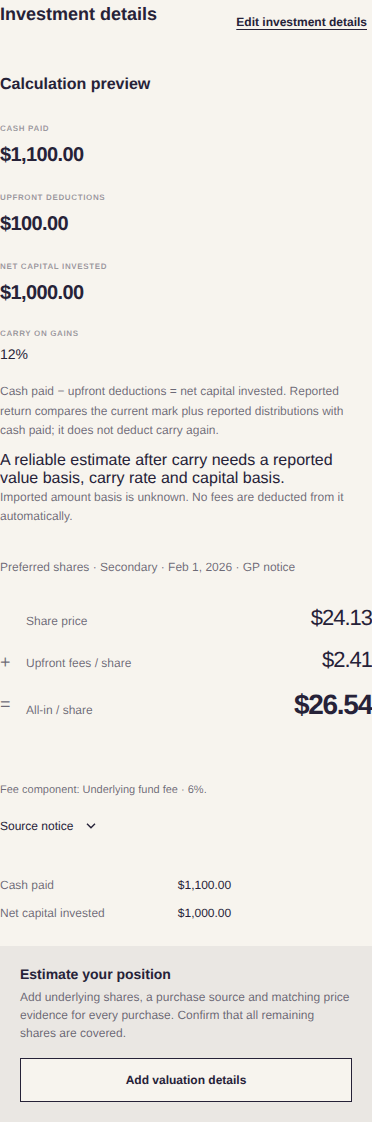 Investment details
Edit investment details
Calculation preview
CASH PAID
$1,100.00
UPFRONT DEDUCTIONS
$100.00
NET CAPITAL INVESTED
$1,000.00
CARRY ON GAINS
12%
Cash paid − upfront deductions = net capital invested. Reported
return compares the current mark plus reported distributions with
cash paid; it does not deduct carry again.
A reliable estimate after carry needs a reported
value basis, carry rate and capital basis.
Imported amount basis is unknown. No fees are deducted from it
automatically.
Preferred shares · Secondary · Feb 1, 2026 · GP notice
Share price $24.13
+ Upfront fees / share $2.41
= All-in / share $26.54
Fee component: Underlying fund fee · 6%.
Source notice
Cash paid $1,100.00
Net capital invested $1,000.00
Estimate your position
Add underlying shares, a purchase source and matching price
evidence for every purchase. Confirm that all remaining
shares are covered.
Add valuation details